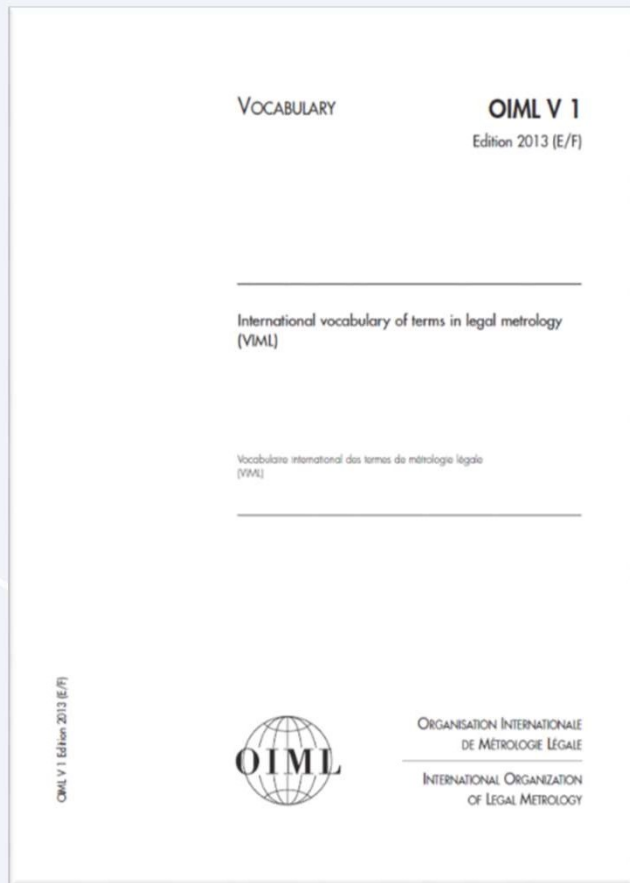 VOCABULARY
OIML V 1
Edition 2013 (E/F)
International vocabulary of terms in legal metrology
(VIML)
Vocabulaire international des termes de métrologie légale
(VIML)
OIML V 1 Edition 2013 (E/F)
OIML
ORGANISATION INTERNATIONALE
DE MÉTROLOGIE LÉGALE
INTERNATIONAL ORGANIZATION
OF LEGAL METROLOGY